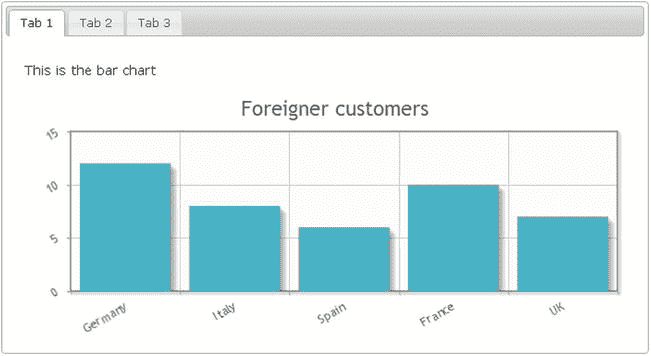 Tab 1 Tab 2 Tab 3
This is the bar chart
Foreigner customers
15
10
5
0
Germany Italy Spain France UK